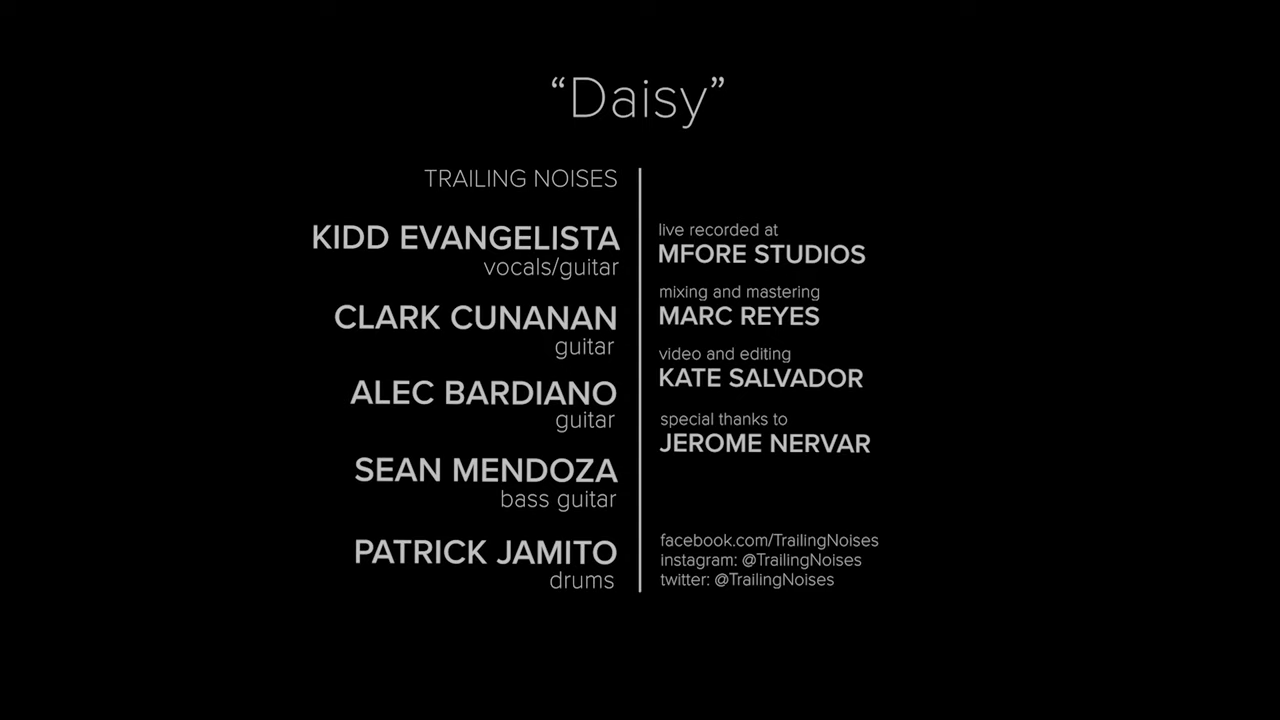 “Daisy”
TRAILING NOISES
KIDD EVANGELISTA
vocals/guitar
CLARK CUNANAN
guitar
ALEC BARDIANO
guitar
SEAN MENDOZA
bass guitar
PATRICK JAMITO
drums
live recorded at
MFORE STUDIOS
mixing and mastering
MARC REYES
video and editing
KATE SALVADOR
special thanks to
JEROME NERVAR
facebook.com/TrailingNoises
instagram: @TrailingNoises
twitter: @TrailingNoises